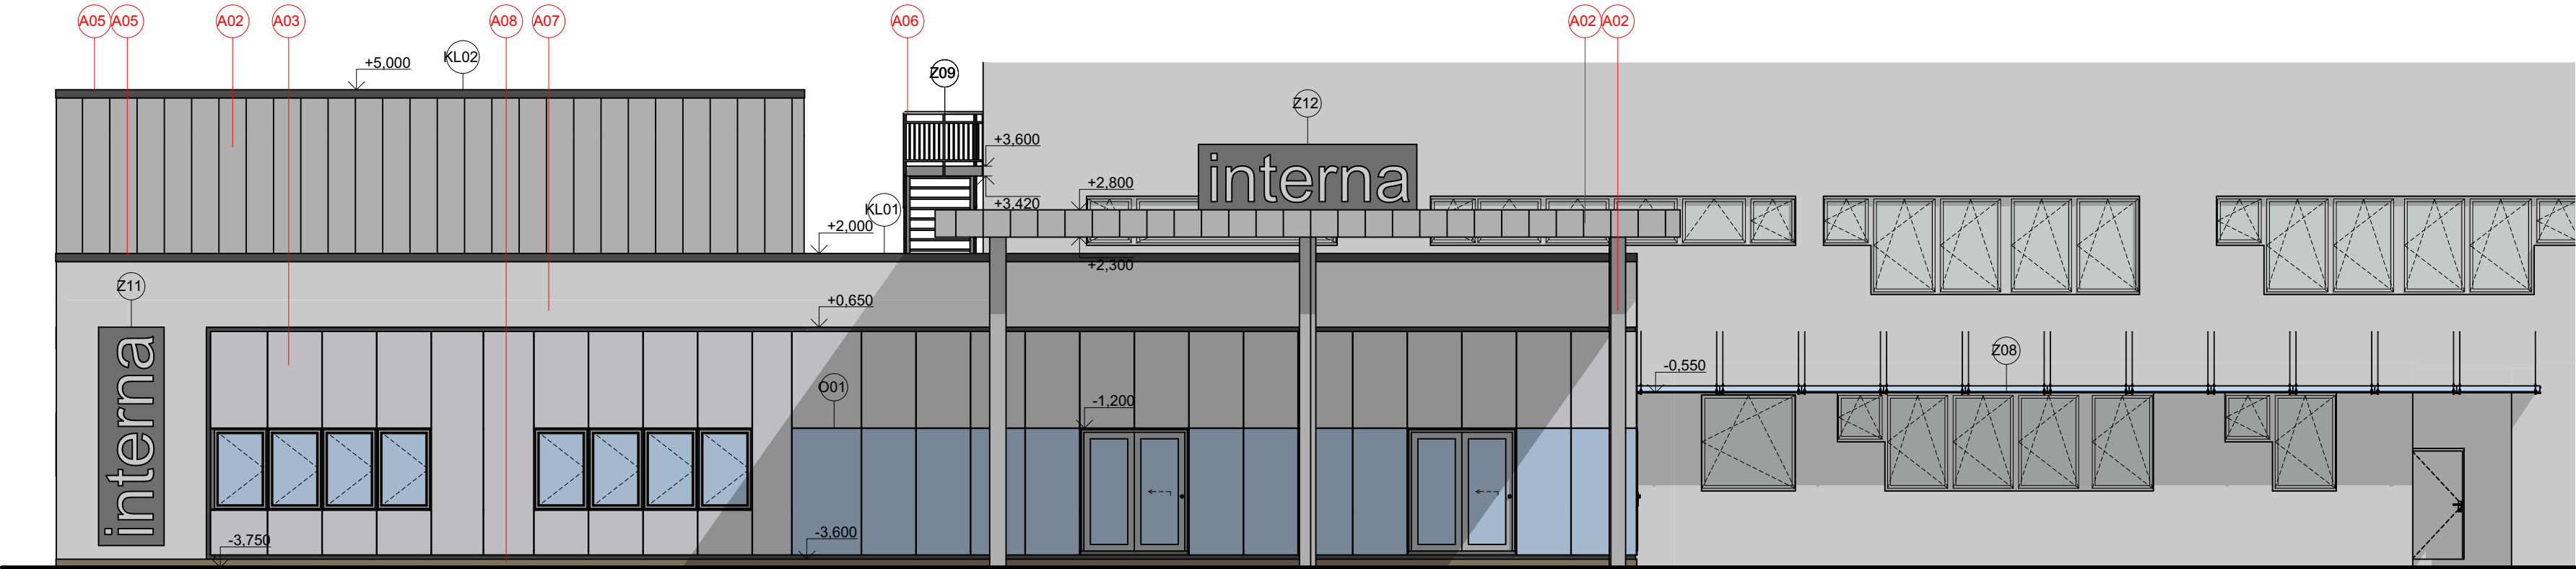 A05 A05 A02 A03 A08 A07 A06 A02 A02
KL02
+5,000
Z09
Z12
+3,600
interna
+2,800
+3,420
KL01
+2,000
+2,300
Z11
+0,650
Z08
-0,550
O01
-1,200
interna
-3,600
-3,750